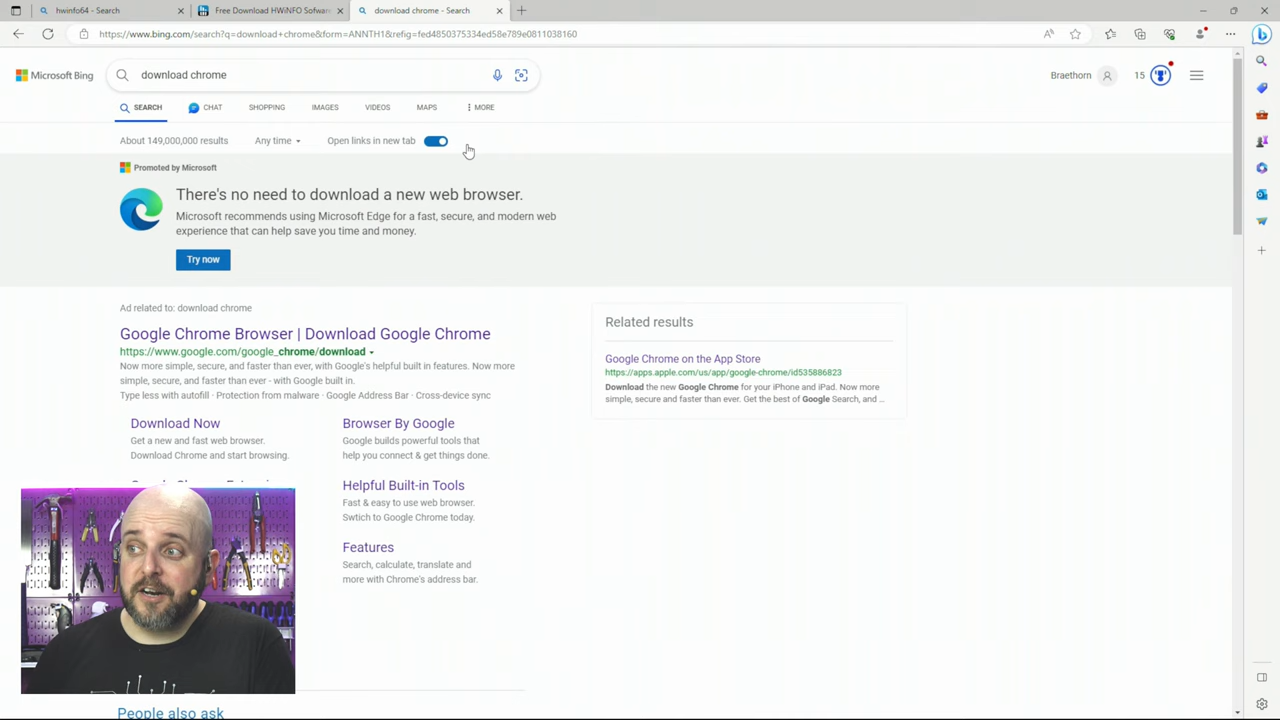 hwinfo64 - Search
Free Download HWiNFO Sofware
download chrome - Search
https://www.bing.com/search?q=download+chrome&form=ANNTH1&refig=fed4850375334ed58e789e0811038160
Microsoft Bing
download chrome
Braethorn
15
SEARCH
CHAT
SHOPPING
IMAGES
VIDEOS
MAPS
MORE
About 149,000,000 results
Any time
Open links in new tab
Promoted by Microsoft
There's no need to download a new web browser.
Microsoft recommends using Microsoft Edge for a fast, secure, and modern web
experience that can help save you time and money.
Try now
Ad related to: download chrome
Google Chrome Browser | Download Google Chrome
https://www.google.com/google_chrome/download
Now more simple, secure, and faster than ever, with Google's helpful built in features. Now more
simple, secure, and faster than ever - with Google built in.
Type less with autofill · Protection from malware · Google Address Bar · Cross-device sync
Download Now
Get a new and fast web browser.
Download Chrome and start browsing.
Browser By Google
Google builds powerful tools that
help you connect & get things done.
Helpful Built-in Tools
Fast & easy to use web browser.
Swtich to Google Chrome today.
Features
Search, calculate, translate and
more with Chrome's address bar.
Related results
Google Chrome on the App Store
https://apps.apple.com/us/app/google-chrome/id535886823
Download the new Google Chrome for your iPhone and iPad. Now more
simple, secure and faster than ever. Get the best of Google Search, and ...
People also ask